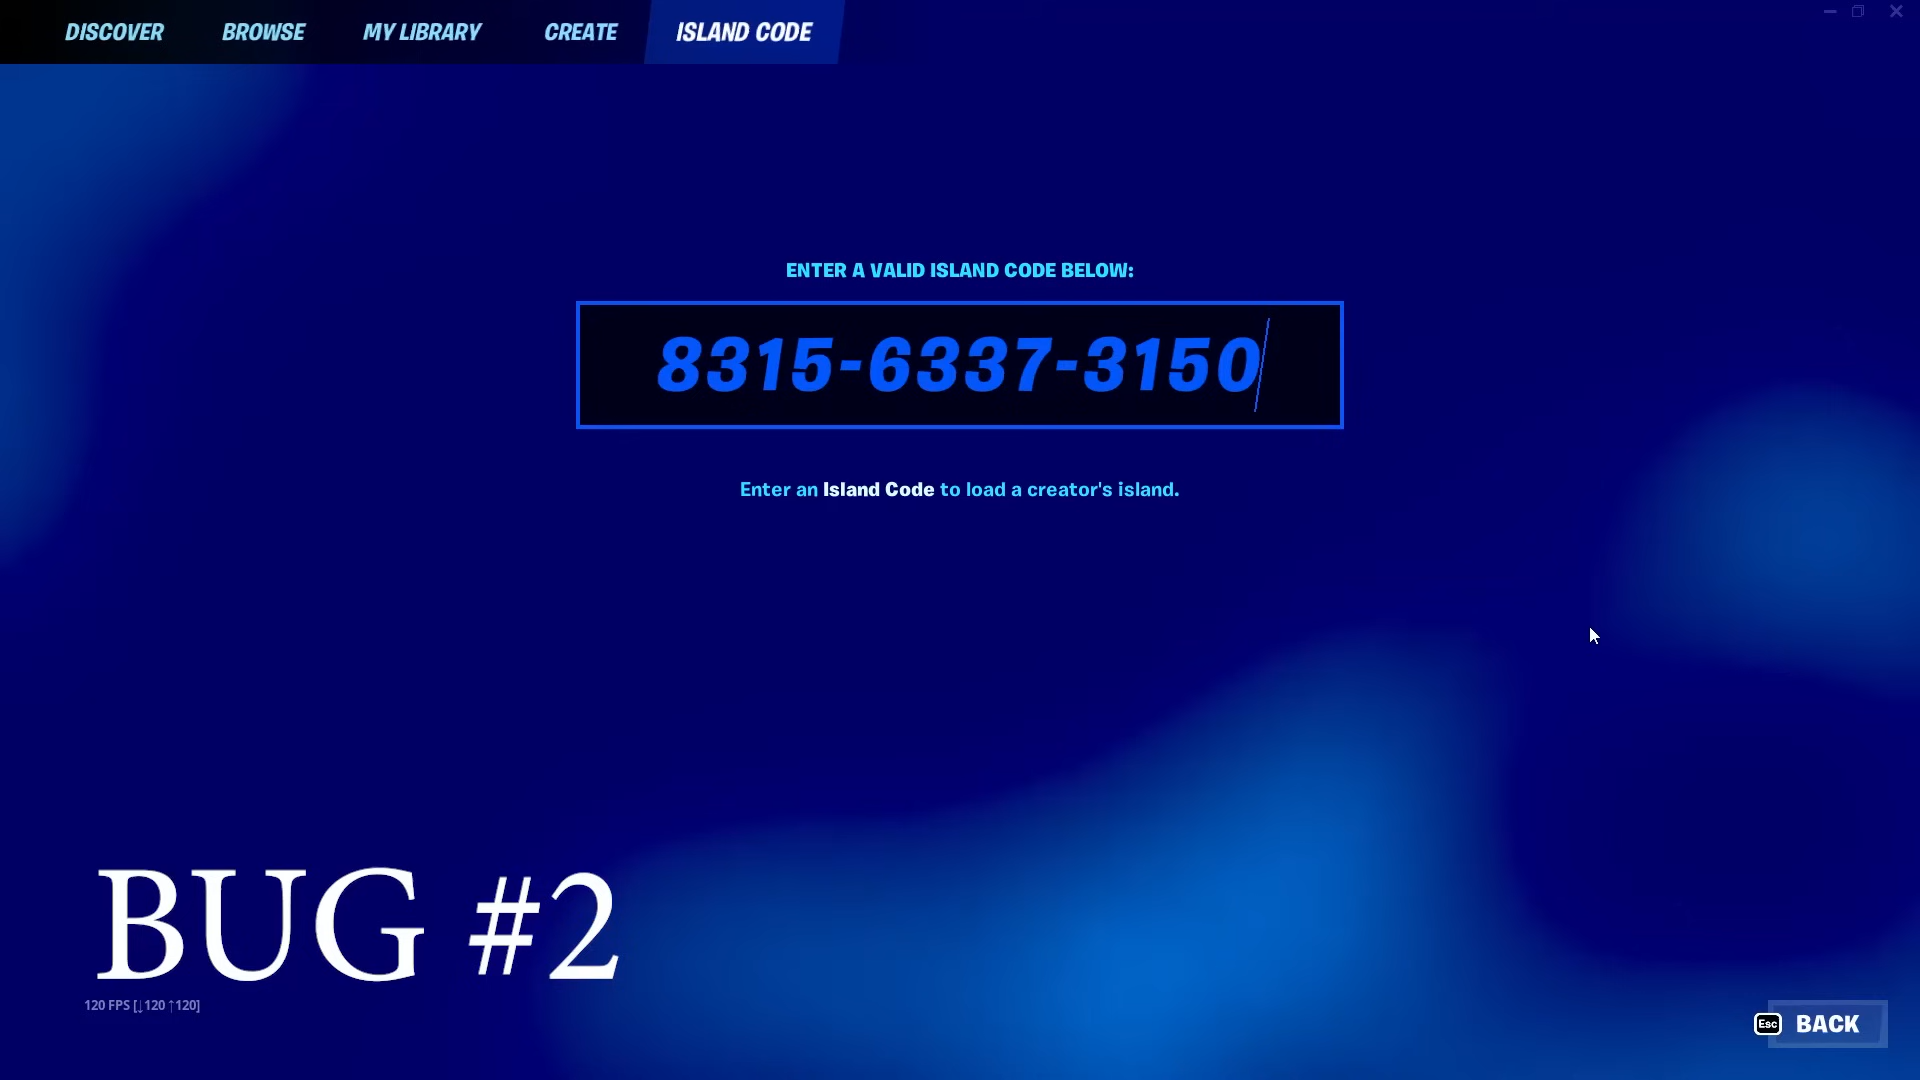 DISCOVER BROWSE MY LIBRARY CREATE ISLAND CODE
ENTER A VALID ISLAND CODE BELOW:
8315-6337-3150
Enter an Island Code to load a creator's island.
BUG #2
120 FPS [↓120 ↑120]
Esc BACK